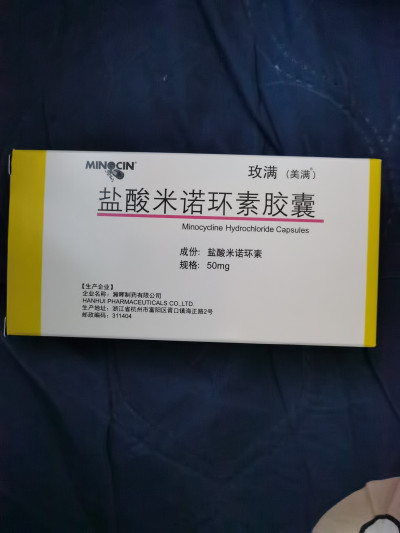 MINOCIN®
玫满 (美满®)
盐酸米诺环素胶囊
Minocycline Hydrochloride Capsules
成份: 盐酸米诺环素
规格: 50mg
【生产企业】
企业名称: 瀚晖制药有限公司
HANHUI PHARMACEUTICALS CO.,LTD.
生产地址: 浙江省杭州市富阳区胥口镇海正路2号
邮政编码: 311404